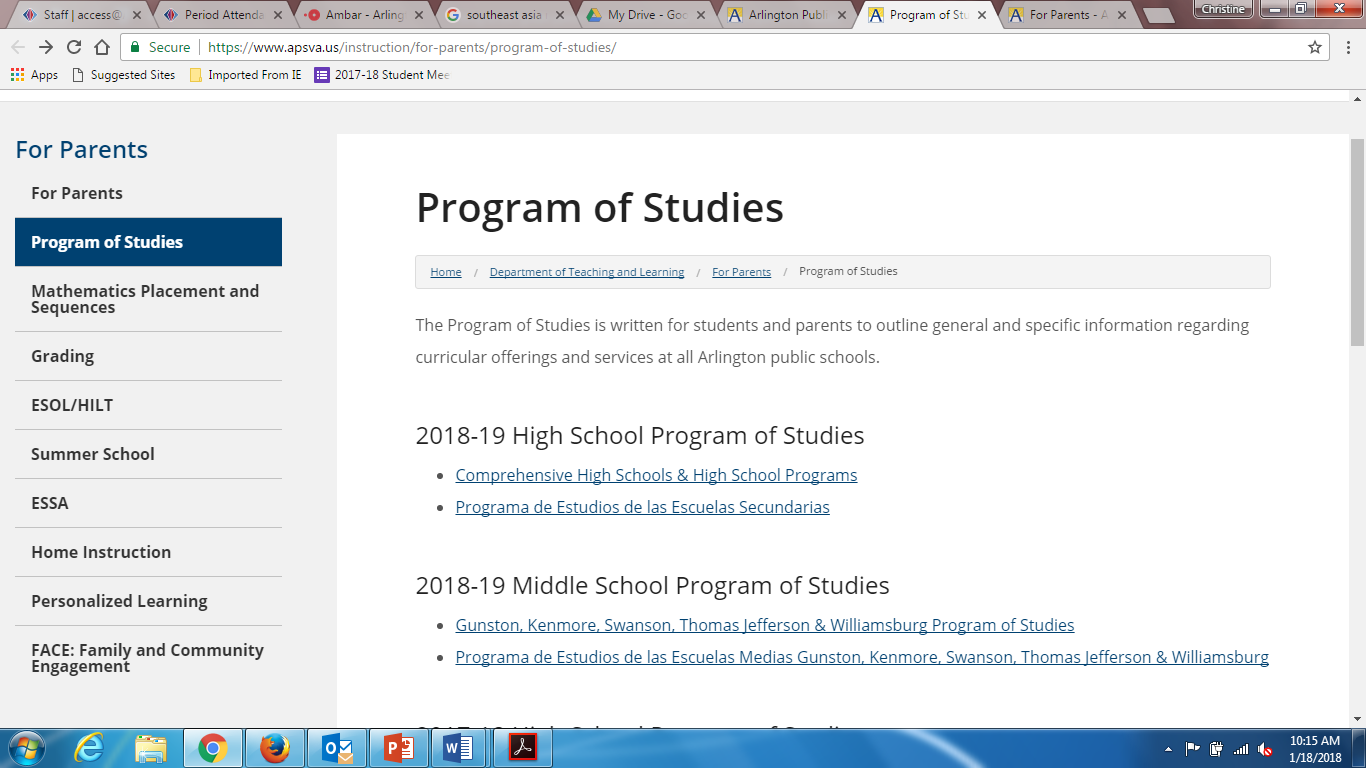 Staff | access@
Period Attenda
Ambar - Arling
southeast asia
My Drive - Goo
Arlington Publi
Program of Stu
For Parents - A
Christine
Secure
https://www.apsva.us/instruction/for-parents/program-of-studies/
Apps
Suggested Sites
Imported From IE
2017-18 Student Mee
For Parents
For Parents
Program of Studies
Mathematics Placement and
Sequences
Grading
ESOL/HILT
Summer School
ESSA
Home Instruction
Personalized Learning
FACE: Family and Community
Engagement
Program of Studies
Home / Department of Teaching and Learning / For Parents / Program of Studies
The Program of Studies is written for students and parents to outline general and specific information regarding
curricular offerings and services at all Arlington public schools.
2018-19 High School Program of Studies
Comprehensive High Schools & High School Programs
Programa de Estudios de las Escuelas Secundarias
2018-19 Middle School Program of Studies
Gunston, Kenmore, Swanson, Thomas Jefferson & Williamsburg Program of Studies
Programa de Estudios de las Escuelas Medias Gunston, Kenmore, Swanson, Thomas Jefferson & Williamsburg
10:15 AM
1/18/2018